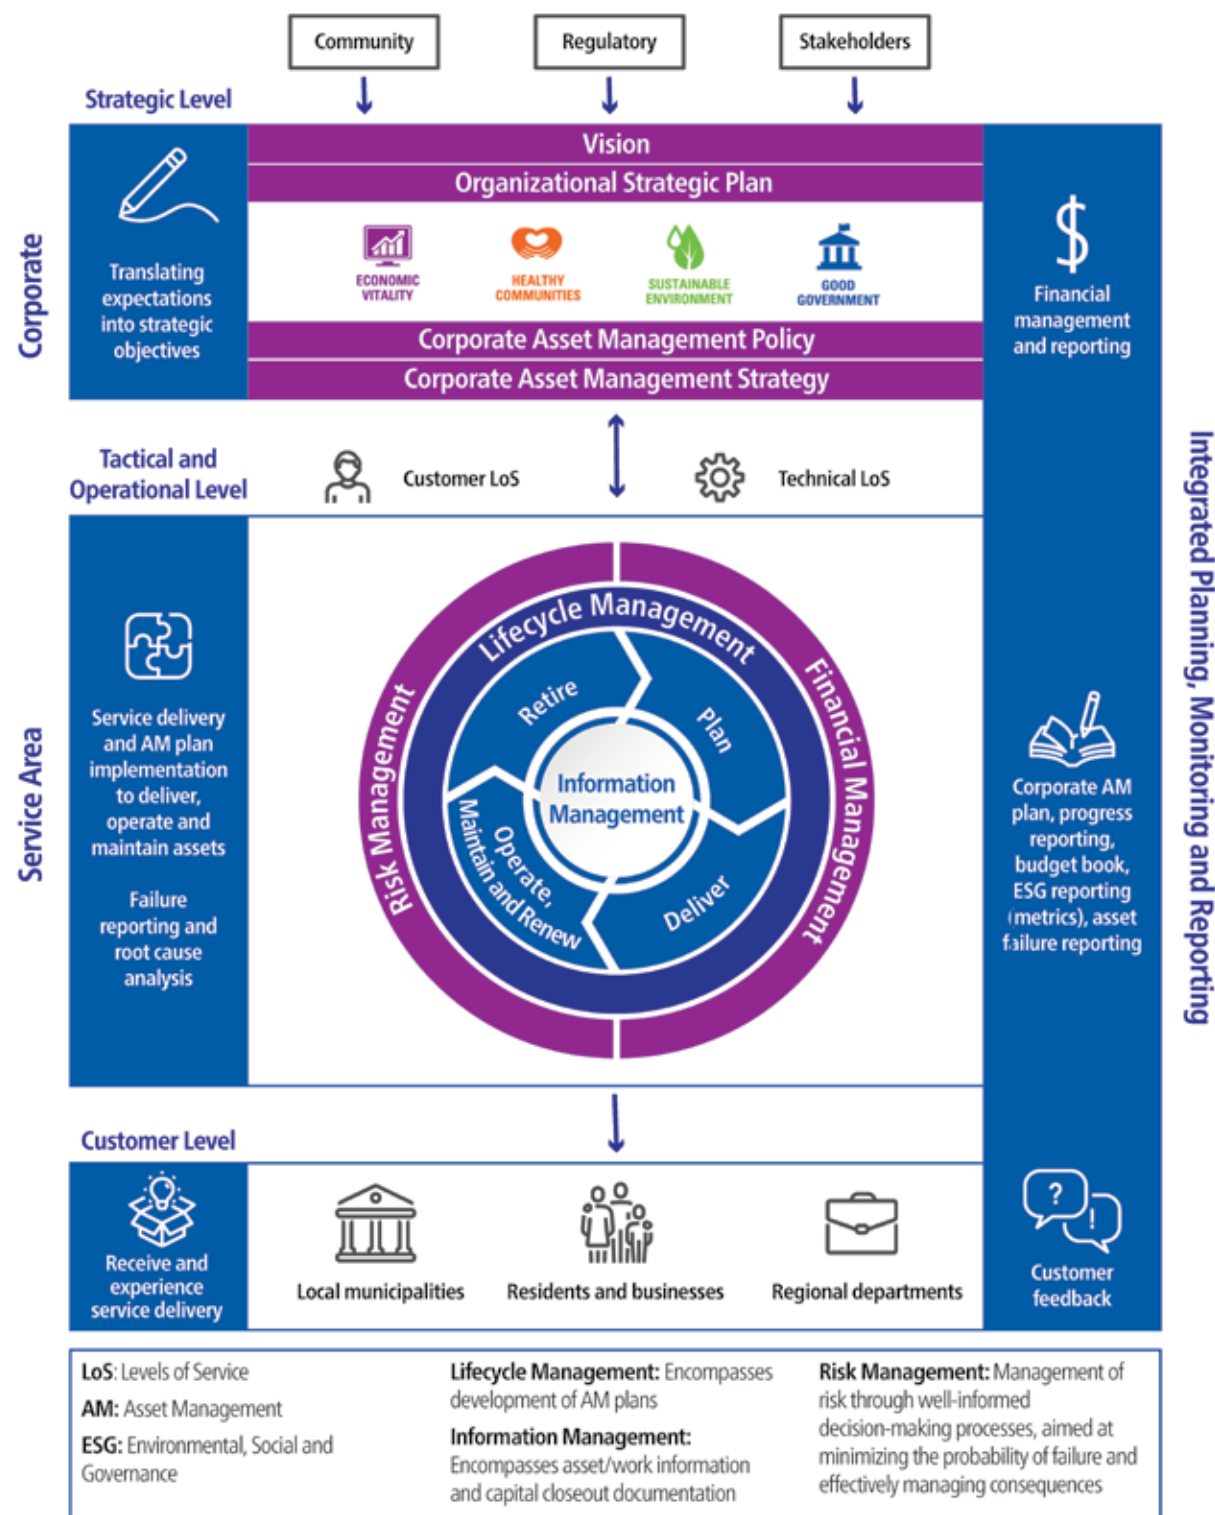 Community
Regulatory
Stakeholders
Strategic Level
Corporate
Translating
expectations
into strategic
objectives
Vision
Organizational Strategic Plan
ECONOMIC
VITALITY
HEALTHY
COMMUNITIES
SUSTAINABLE
ENVIRONMENT
GOOD
GOVERNMENT
Corporate Asset Management Policy
Corporate Asset Management Strategy
$
Financial
management
and reporting
Tactical and
Operational Level
Customer LoS
Technical LoS
Integrated Planning, Monitoring and Reporting
Service Area
Service delivery
and AM plan
implementation
to deliver,
operate and
maintain assets
Failure
reporting and
root cause
analysis
Risk Management
Lifecycle Management
Financial Management
Retire
Plan
Deliver
Operate,
Maintain and Renew
Information
Management
Corporate AM
plan, progress
reporting,
budget book,
ESG reporting
(metrics), asset
failure reporting
Customer Level
Receive and
experience
service delivery
Local municipalities
Residents and businesses
Regional departments
?
!
Customer
feedback
LoS: Levels of Service
AM: Asset Management
ESG: Environmental, Social and
Governance
Lifecycle Management: Encompasses
development of AM plans
Information Management:
Encompasses asset/work information
and capital closeout documentation
Risk Management: Management of
risk through well-informed
decision-making processes, aimed at
minimizing the probability of failure and
effectively managing consequences